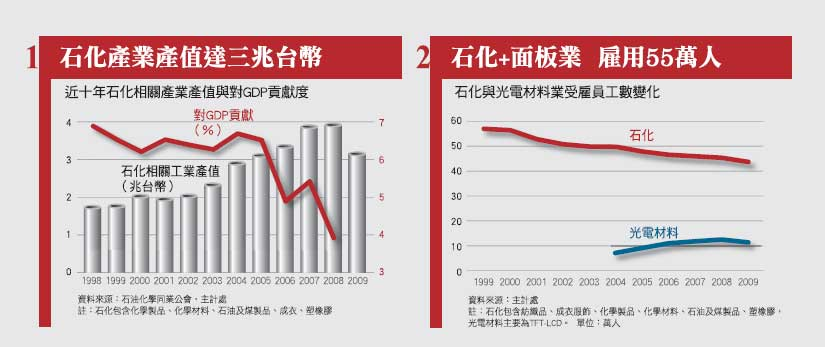 1 石化產業產值達三兆台幣
近十年石化相關產業產值與對GDP貢獻度
4
3
2
1
0
對GDP貢獻
（%）
石化相關工業產值
（兆台幣）
7
6
5
4
3
1998 1999 2000 2001 2002 2003 2004 2005 2006 2007 2008 2009
資料來源：石油化學同業公會，主計處
註：石化包含化學製品、化學材料、石油及煤製品、成衣、塑橡膠
2 石化+面板業 雇用55萬人
石化與光電材料業受雇員工數變化
60
50
40
30
20
10
0
石化
光電材料
1999 2000 2001 2002 2003 2004 2005 2006 2007 2008 2009
資料來源：主計處
註：石化包含紡織品、成衣服飾、化學製品、化學材料、石油及煤製品、塑橡膠，
光電材料主要為TFT-LCD。 單位：萬人